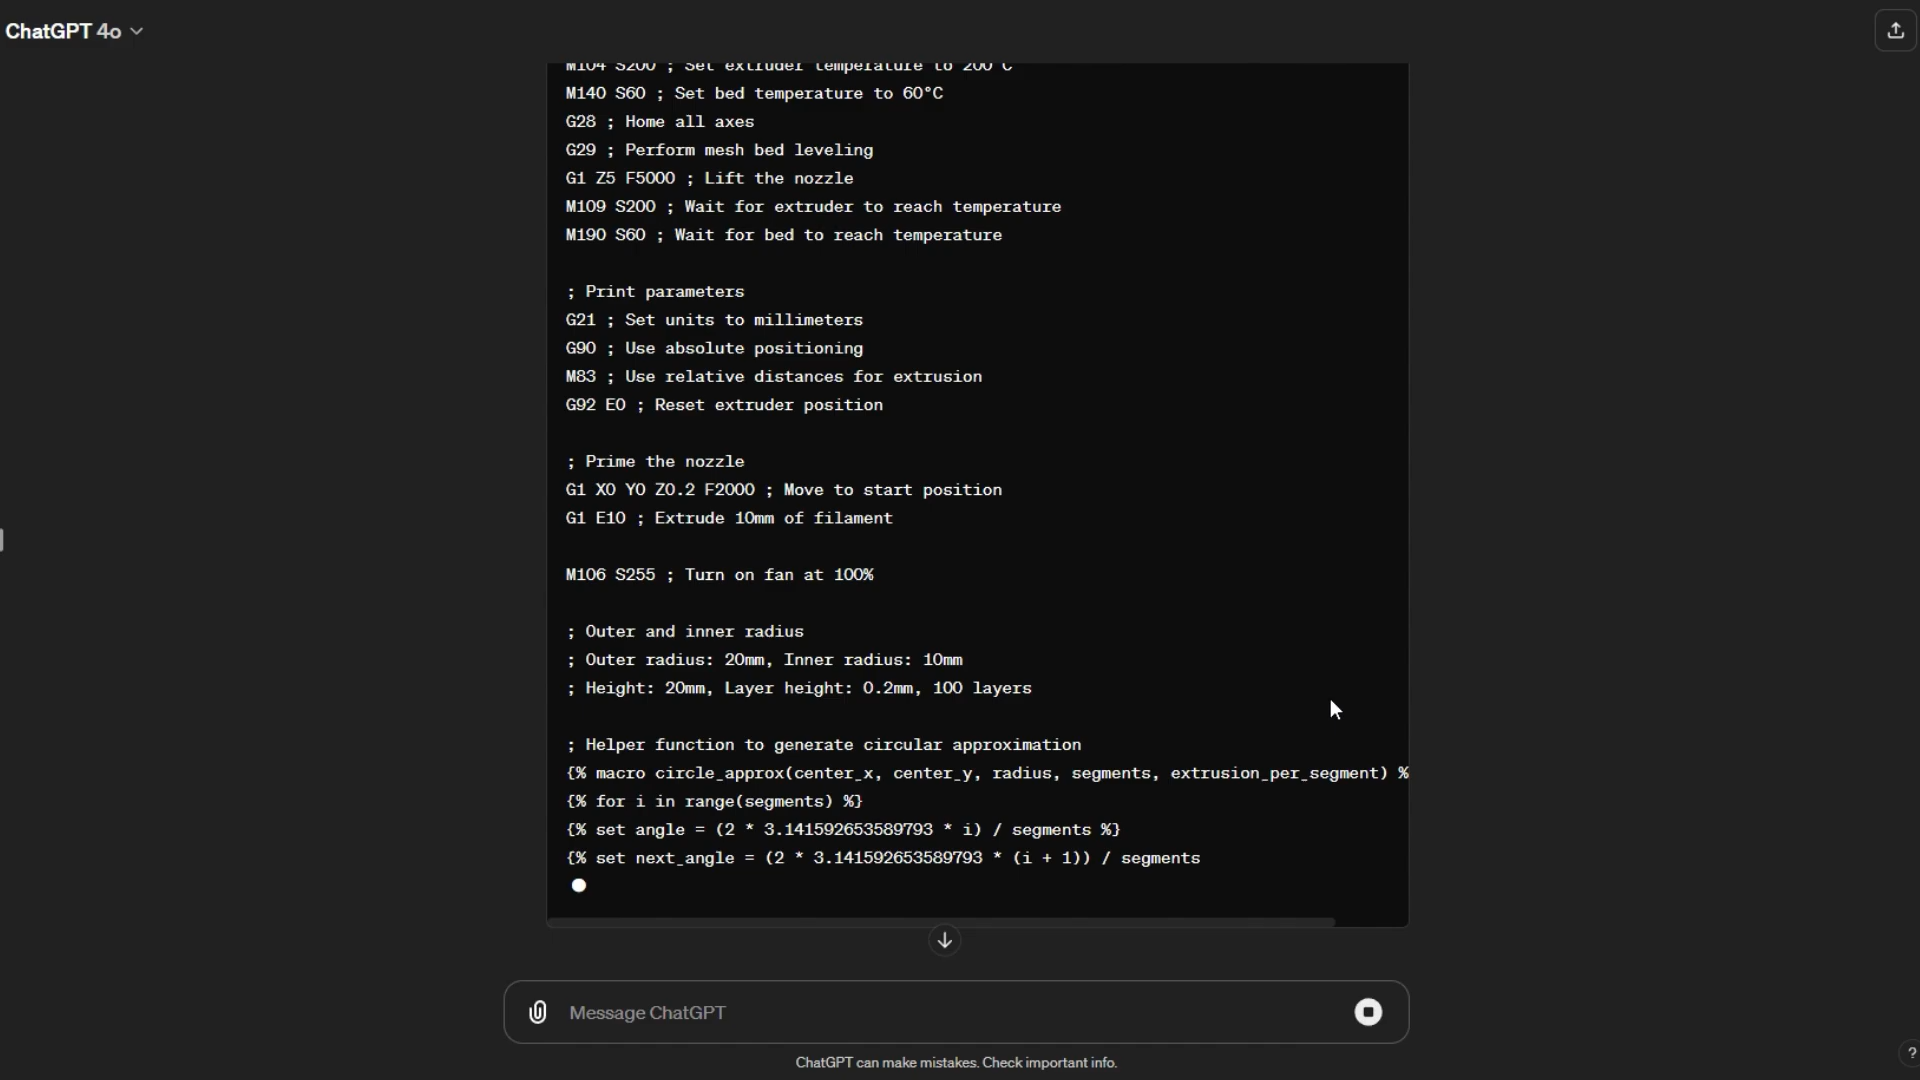 ChatGPT 4o
M104 S200 ; Set extruder temperature to 200°C
M140 S60 ; Set bed temperature to 60°C
G28 ; Home all axes
G29 ; Perform mesh bed leveling
G1 Z5 F5000 ; Lift the nozzle
M109 S200 ; Wait for extruder to reach temperature
M190 S60 ; Wait for bed to reach temperature
; Print parameters
G21 ; Set units to millimeters
G90 ; Use absolute positioning
M83 ; Use relative distances for extrusion
G92 E0 ; Reset extruder position
; Prime the nozzle
G1 X0 Y0 Z0.2 F2000 ; Move to start position
G1 E10 ; Extrude 10mm of filament
M106 S255 ; Turn on fan at 100%
; Outer and inner radius
; Outer radius: 20mm, Inner radius: 10mm
; Height: 20mm, Layer height: 0.2mm, 100 layers
; Helper function to generate circular approximation
{% macro circle_approx(center_x, center_y, radius, segments, extrusion_per_segment) %
{% for i in range(segments) %}
{% set angle = (2 * 3.141592653589793 * i) / segments %}
{% set next_angle = (2 * 3.141592653589793 * (i + 1)) / segments
Message ChatGPT
ChatGPT can make mistakes. Check important info.
?